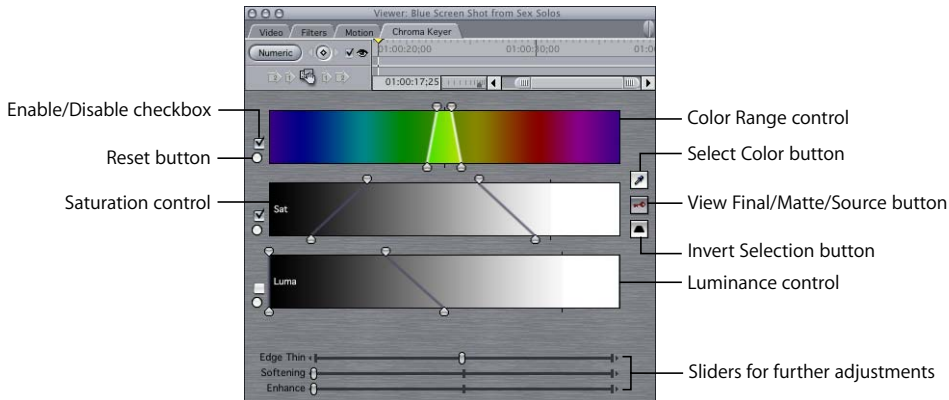 Viewer: Blue Screen Shot from Sex Solos
Video Filters Motion Chroma Keyer
Numeric
01:00:20;00 01:00:30;00 01:0
01:00:17;25
Enable/Disable checkbox
Color Range control
Reset button
Select Color button
Saturation control
Sat
View Final/Matte/Source button
Invert Selection button
Luma
Luminance control
Edge Thin
Softening
Enhance
Sliders for further adjustments